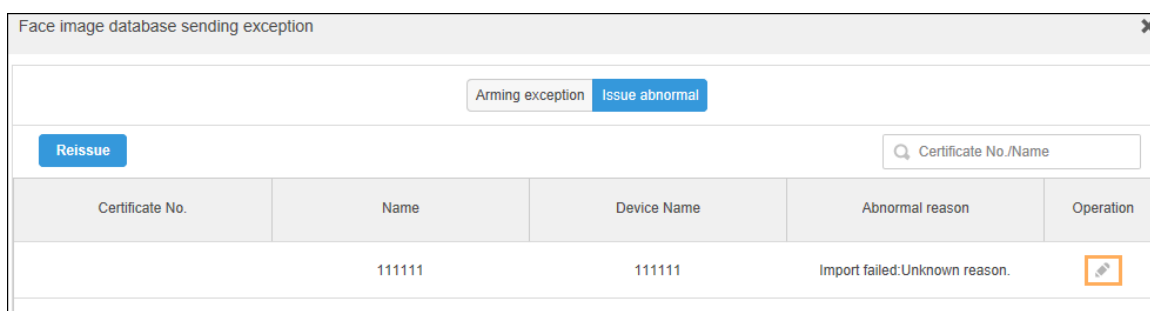 Face image database sending exception
Arming exception Issue abnormal
Reissue Certificate No./Name
Certificate No. Name Device Name Abnormal reason Operation
111111 111111 Import failed:Unknown reason.